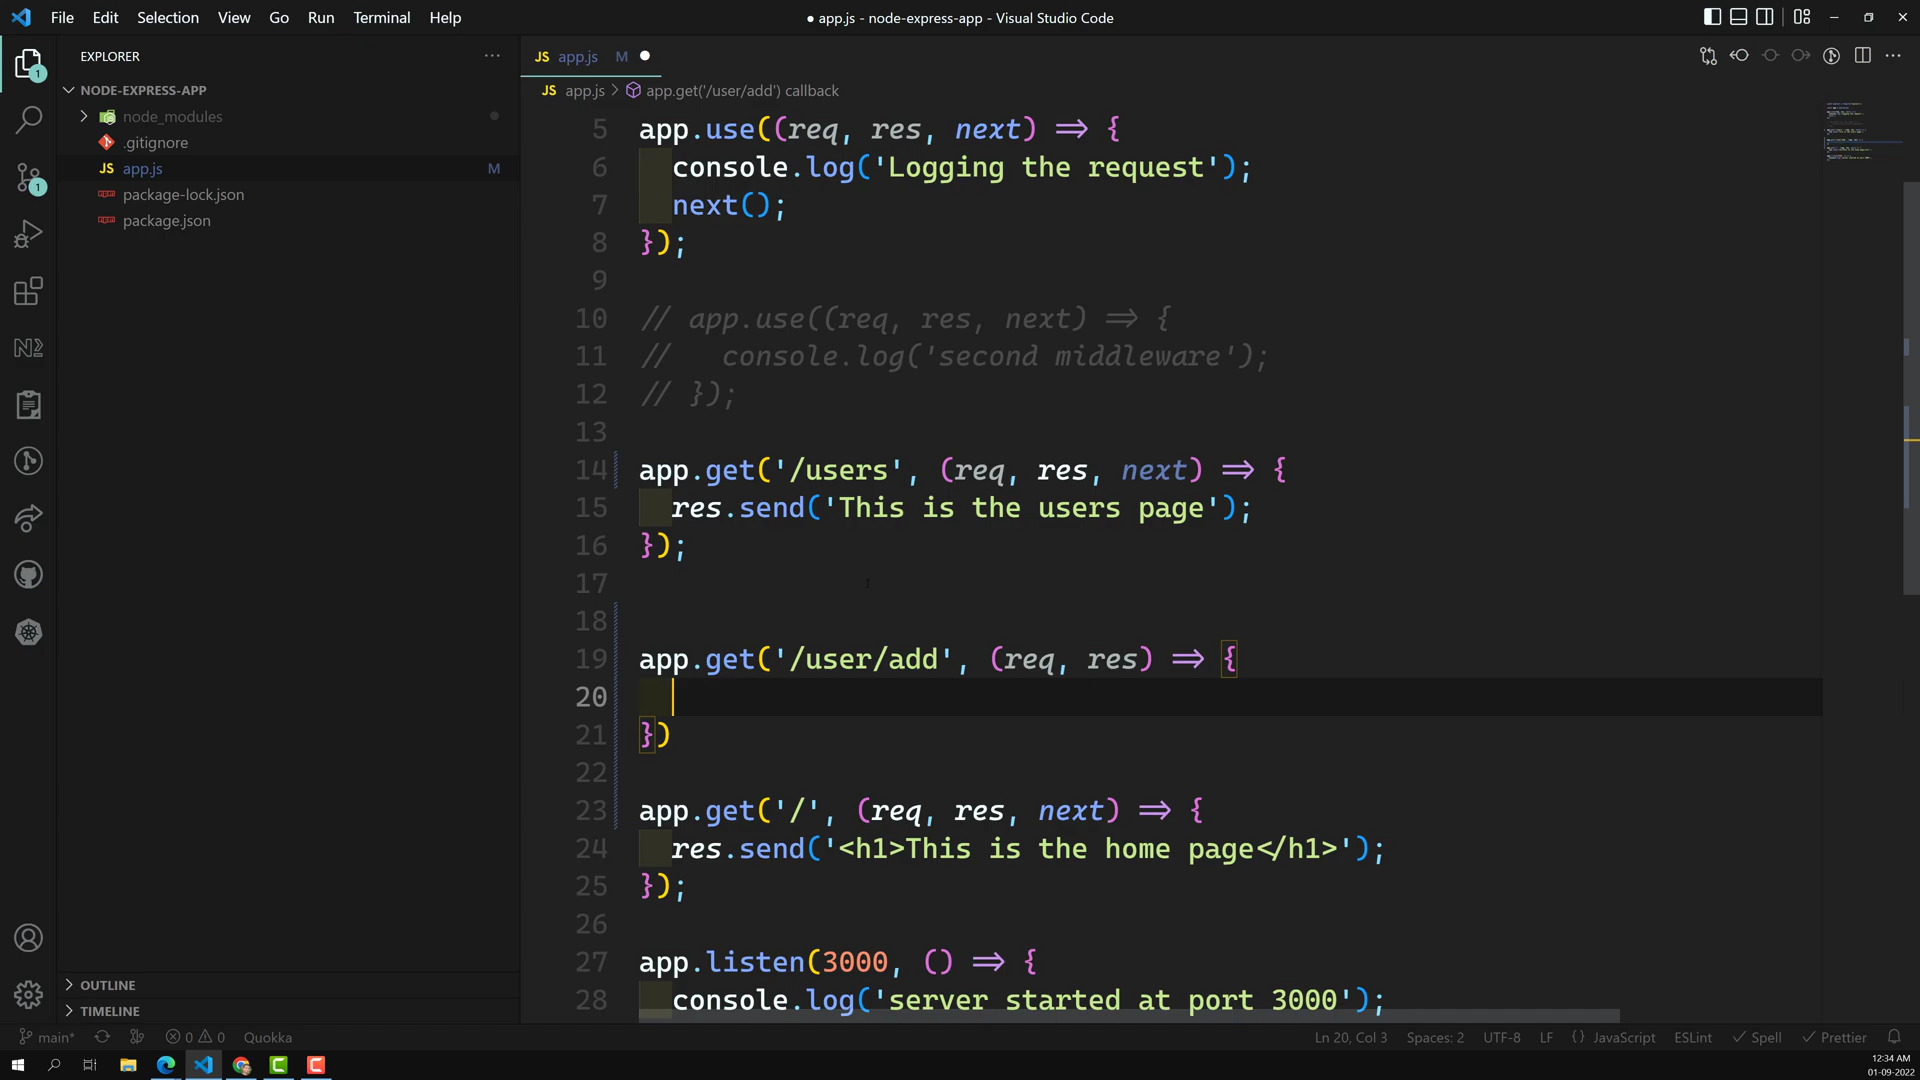 File Edit Selection View Go Run Terminal Help
● app.js - node-express-app - Visual Studio Code
EXPLORER
NODE-EXPRESS-APP
node_modules
.gitignore
JS app.js M
package-lock.json
package.json
OUTLINE
TIMELINE
1
1
JS app.js M
JS app.js > app.get('/user/add') callback
5 app.use((req, res, next) => {
6 console.log('Logging the request');
7 next();
8 });
9
10 // app.use((req, res, next) => {
11 // console.log('second middleware');
12 // });
13
14 app.get('/users', (req, res, next) => {
15 res.send('This is the users page');
16 });
17
18
19 app.get('/user/add', (req, res) => {
20
21 })
22
23 app.get('/', (req, res, next) => {
24 res.send('<h1>This is the home page</h1>');
25 });
26
27 app.listen(3000, () => {
28 console.log('server started at port 3000');
main* 0 0 Quokka Ln 20, Col 3 Spaces: 2 UTF-8 LF {} JavaScript ESLint Spell Prettier
12:34 AM
01-09-2022